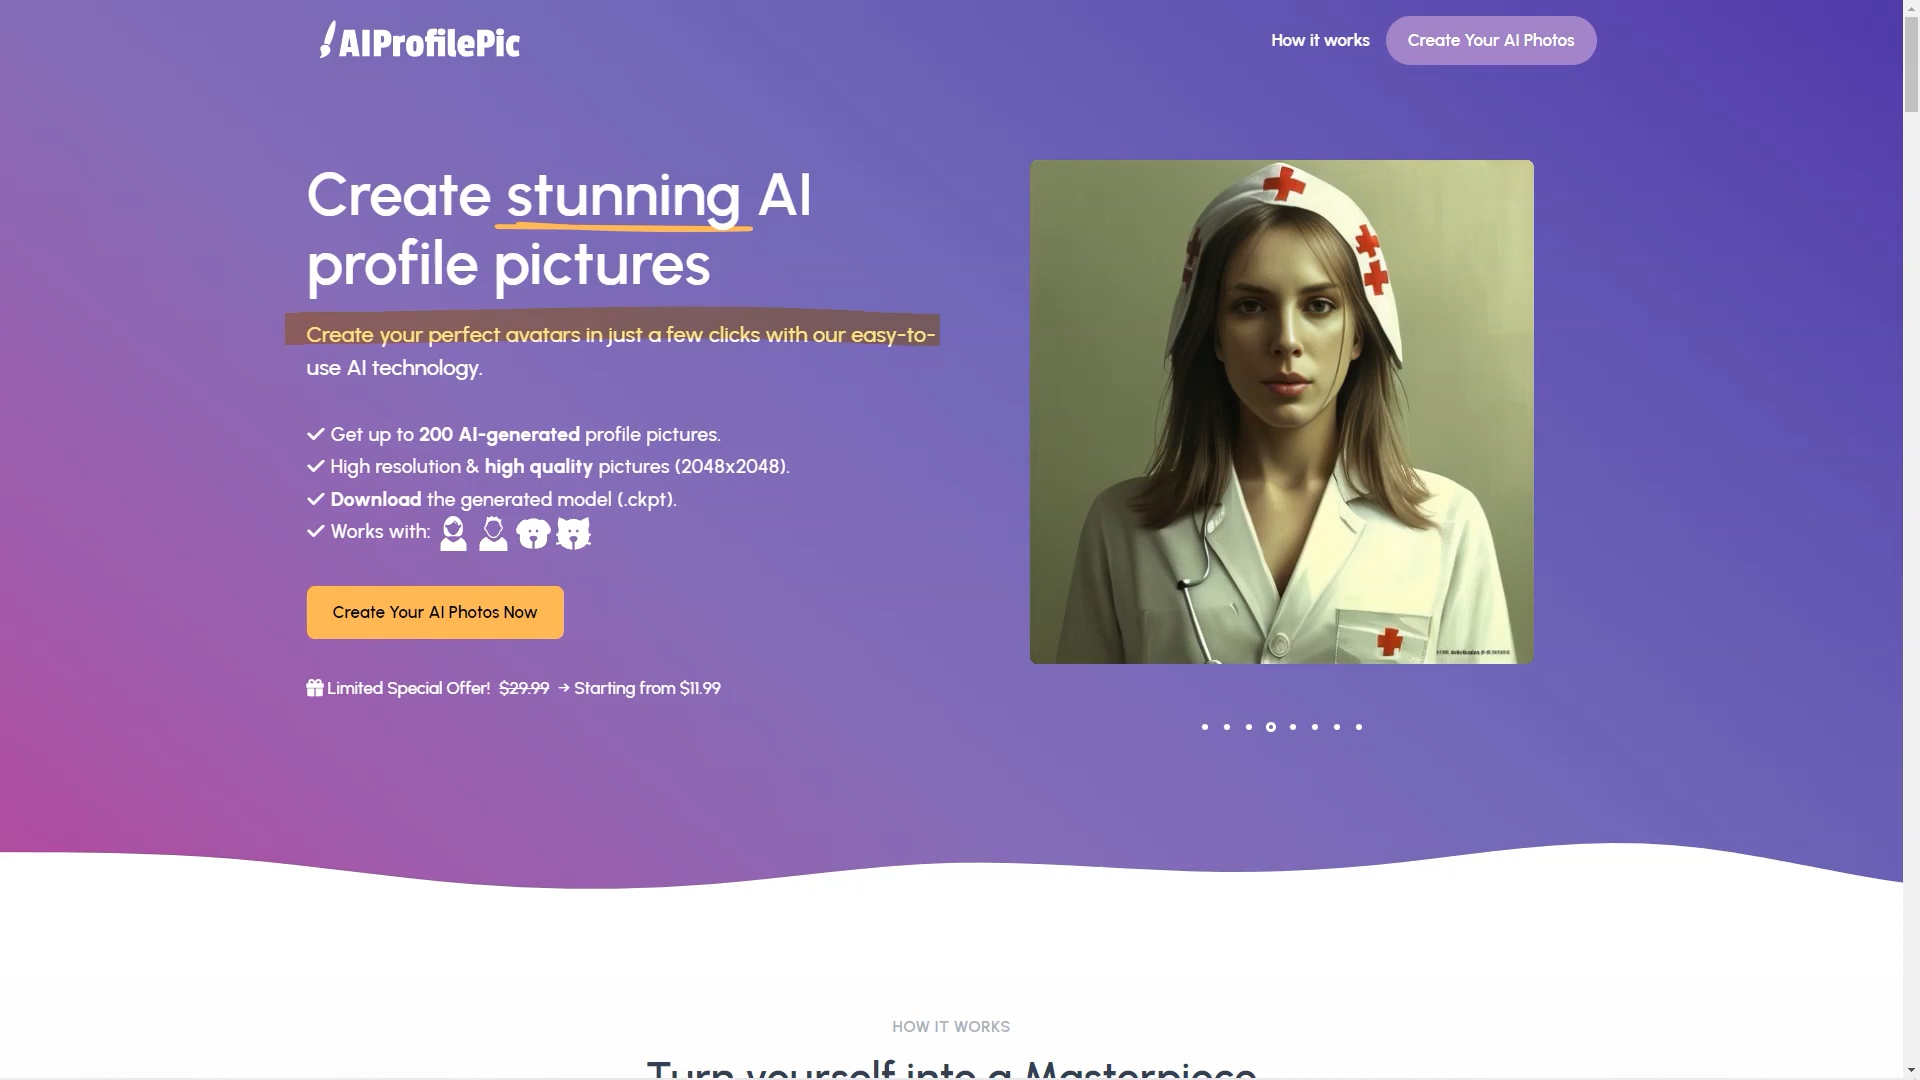 AIProfilePic
How it works
Create Your AI Photos
Create stunning AI
profile pictures
Create your perfect avatars in just a few clicks with our easy-to-
use AI technology.
Get up to 200 AI-generated profile pictures.
High resolution & high quality pictures (2048x2048).
Download the generated model (.ckpt).
Works with:
Create Your AI Photos Now
Limited Special Offer! $29.99 → Starting from $11.99
HOW IT WORKS
Turn yourself into a Masterpiece